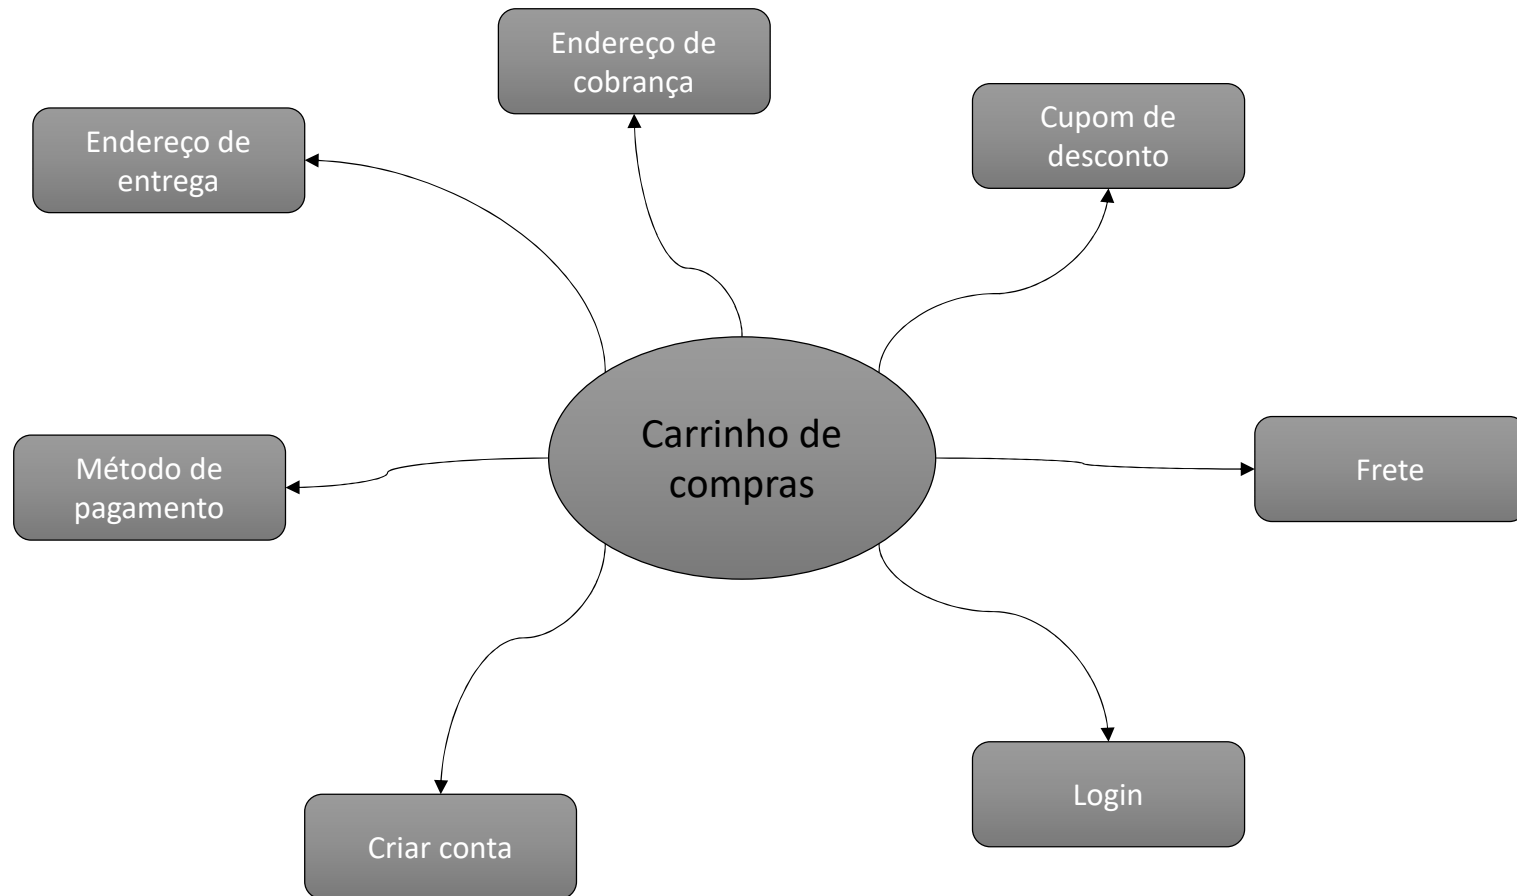 Endereço de
cobrança
Cupom de
desconto
Endereço de
entrega
Carrinho de
compras
Método de
pagamento
Frete
Login
Criar conta